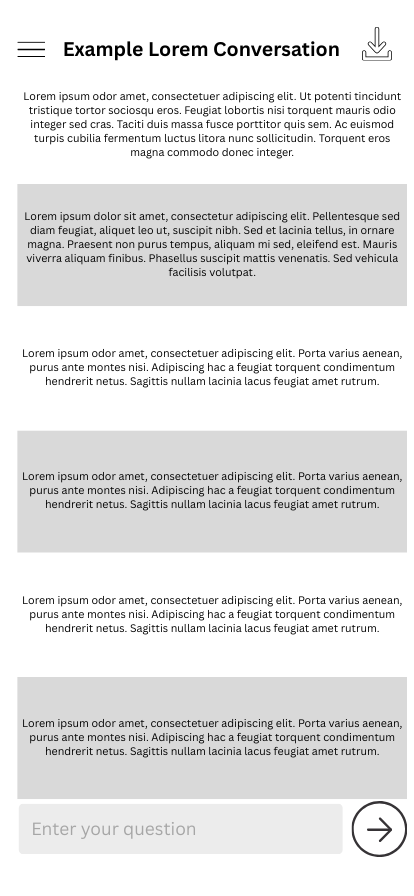 Example Lorem Conversation
Lorem ipsum odor amet, consectetuer adipiscing elit. Ut potenti tincidunt
tristique tortor sociosqu eros. Feugiat lobortis nisi torquent mauris odio
integer sed cras. Taciti duis massa fusce porttitor quis sem. Ac euismod
turpis cubilia fermentum luctus litora nunc sollicitudin. Torquent eros
magna commodo donec integer.
Lorem ipsum dolor sit amet, consectetur adipiscing elit. Pellentesque sed
diam feugiat, aliquet leo ut, suscipit nibh. Sed et lacinia tellus, in ornare
magna. Praesent non purus tempus, aliquam mi sed, eleifend est. Mauris
viverra aliquam finibus. Phasellus suscipit mattis venenatis. Sed vehicula
facilisis volutpat.
Lorem ipsum odor amet, consectetuer adipiscing elit. Porta varius aenean,
purus ante montes nisi. Adipiscing hac a feugiat torquent condimentum
hendrerit netus. Sagittis nullam lacinia lacus feugiat amet rutrum.
Lorem ipsum odor amet, consectetuer adipiscing elit. Porta varius aenean,
purus ante montes nisi. Adipiscing hac a feugiat torquent condimentum
hendrerit netus. Sagittis nullam lacinia lacus feugiat amet rutrum.
Lorem ipsum odor amet, consectetuer adipiscing elit. Porta varius aenean,
purus ante montes nisi. Adipiscing hac a feugiat torquent condimentum
hendrerit netus. Sagittis nullam lacinia lacus feugiat amet rutrum.
Lorem ipsum odor amet, consectetuer adipiscing elit. Porta varius aenean,
purus ante montes nisi. Adipiscing hac a feugiat torquent condimentum
hendrerit netus. Sagittis nullam lacinia lacus feugiat amet rutrum.
Enter your question